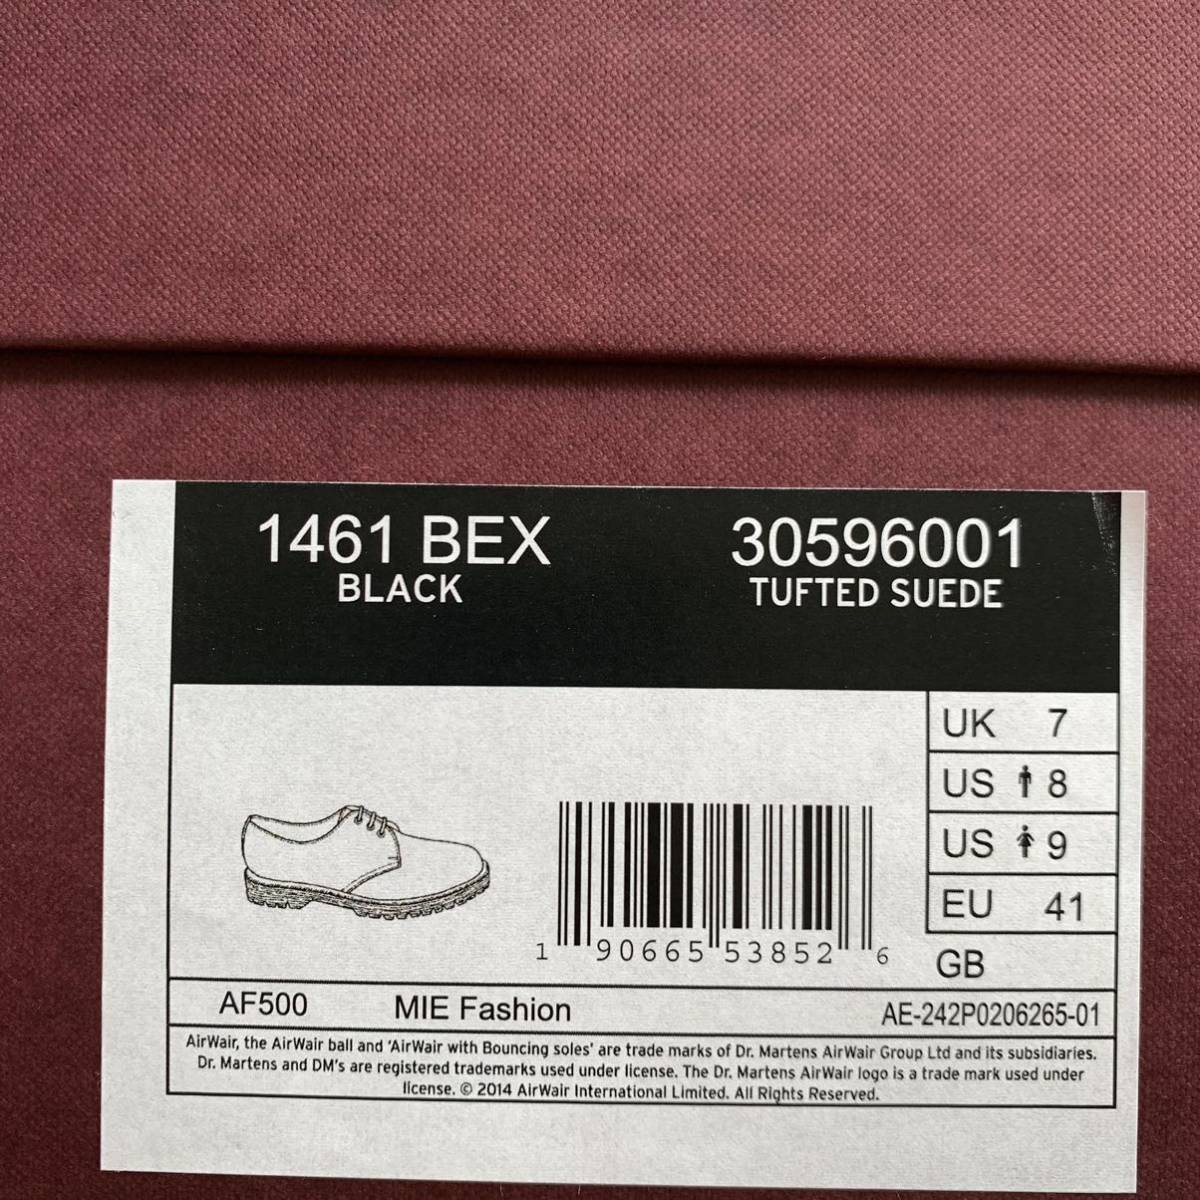 1461 BEX
BLACK
30596001
TUFTED SUEDE
UK 7
US 8
US 9
EU 41
GB
1 90665 53852 6
AF500 MIE Fashion AE-242P0206265-01
AirWair, the AirWair ball and 'AirWair with Bouncing soles' are trade marks of Dr. Martens AirWair Group Ltd and its subsidiaries.
Dr. Martens and DM's are registered trademarks used under license. The Dr. Martens AirWair logo is a trade mark used under
license. © 2014 AirWair International Limited. All Rights Reserved.